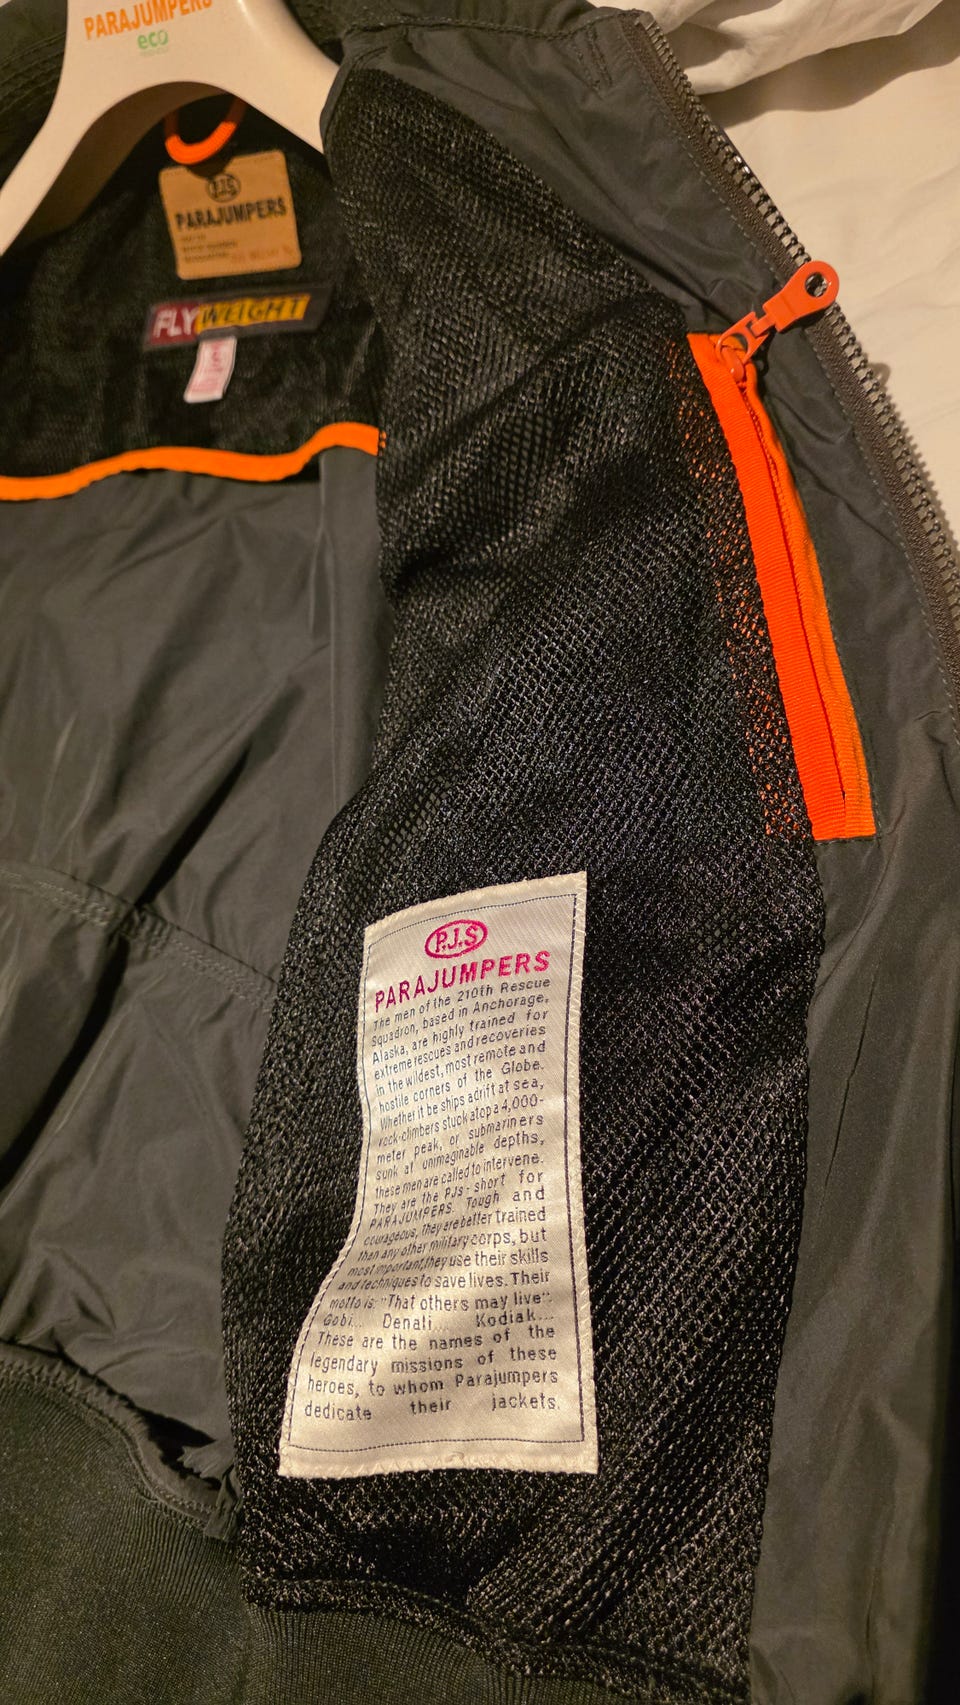 PARAJUMPERS
eco
P.J.S
PARAJUMPERS
FLYWEIGHT
P.J.S
PARAJUMPERS
The men of the 210th Rescue
Squadron, based in Anchorage,
Alaska, are highly trained for
extreme rescues and recoveries
in the wildest, most remote and
hostile corners of the Globe.
Whether it be ships adrift at sea,
rock-climbers stuck atop a 4,000-
meter peak, or submariners
sunk at unimaginable depths,
these men are called to intervene.
They are the PJs - short for
PARAJUMPERS. Tough and
courageous, they are better trained
than any other military corps, but
most important, they use their skills
and techniques to save lives. Their
motto is: "That others may live".
Gobi... Denali... Kodiak...
These are the names of the
legendary missions of these
heroes, to whom Parajumpers
dedicate their jackets.